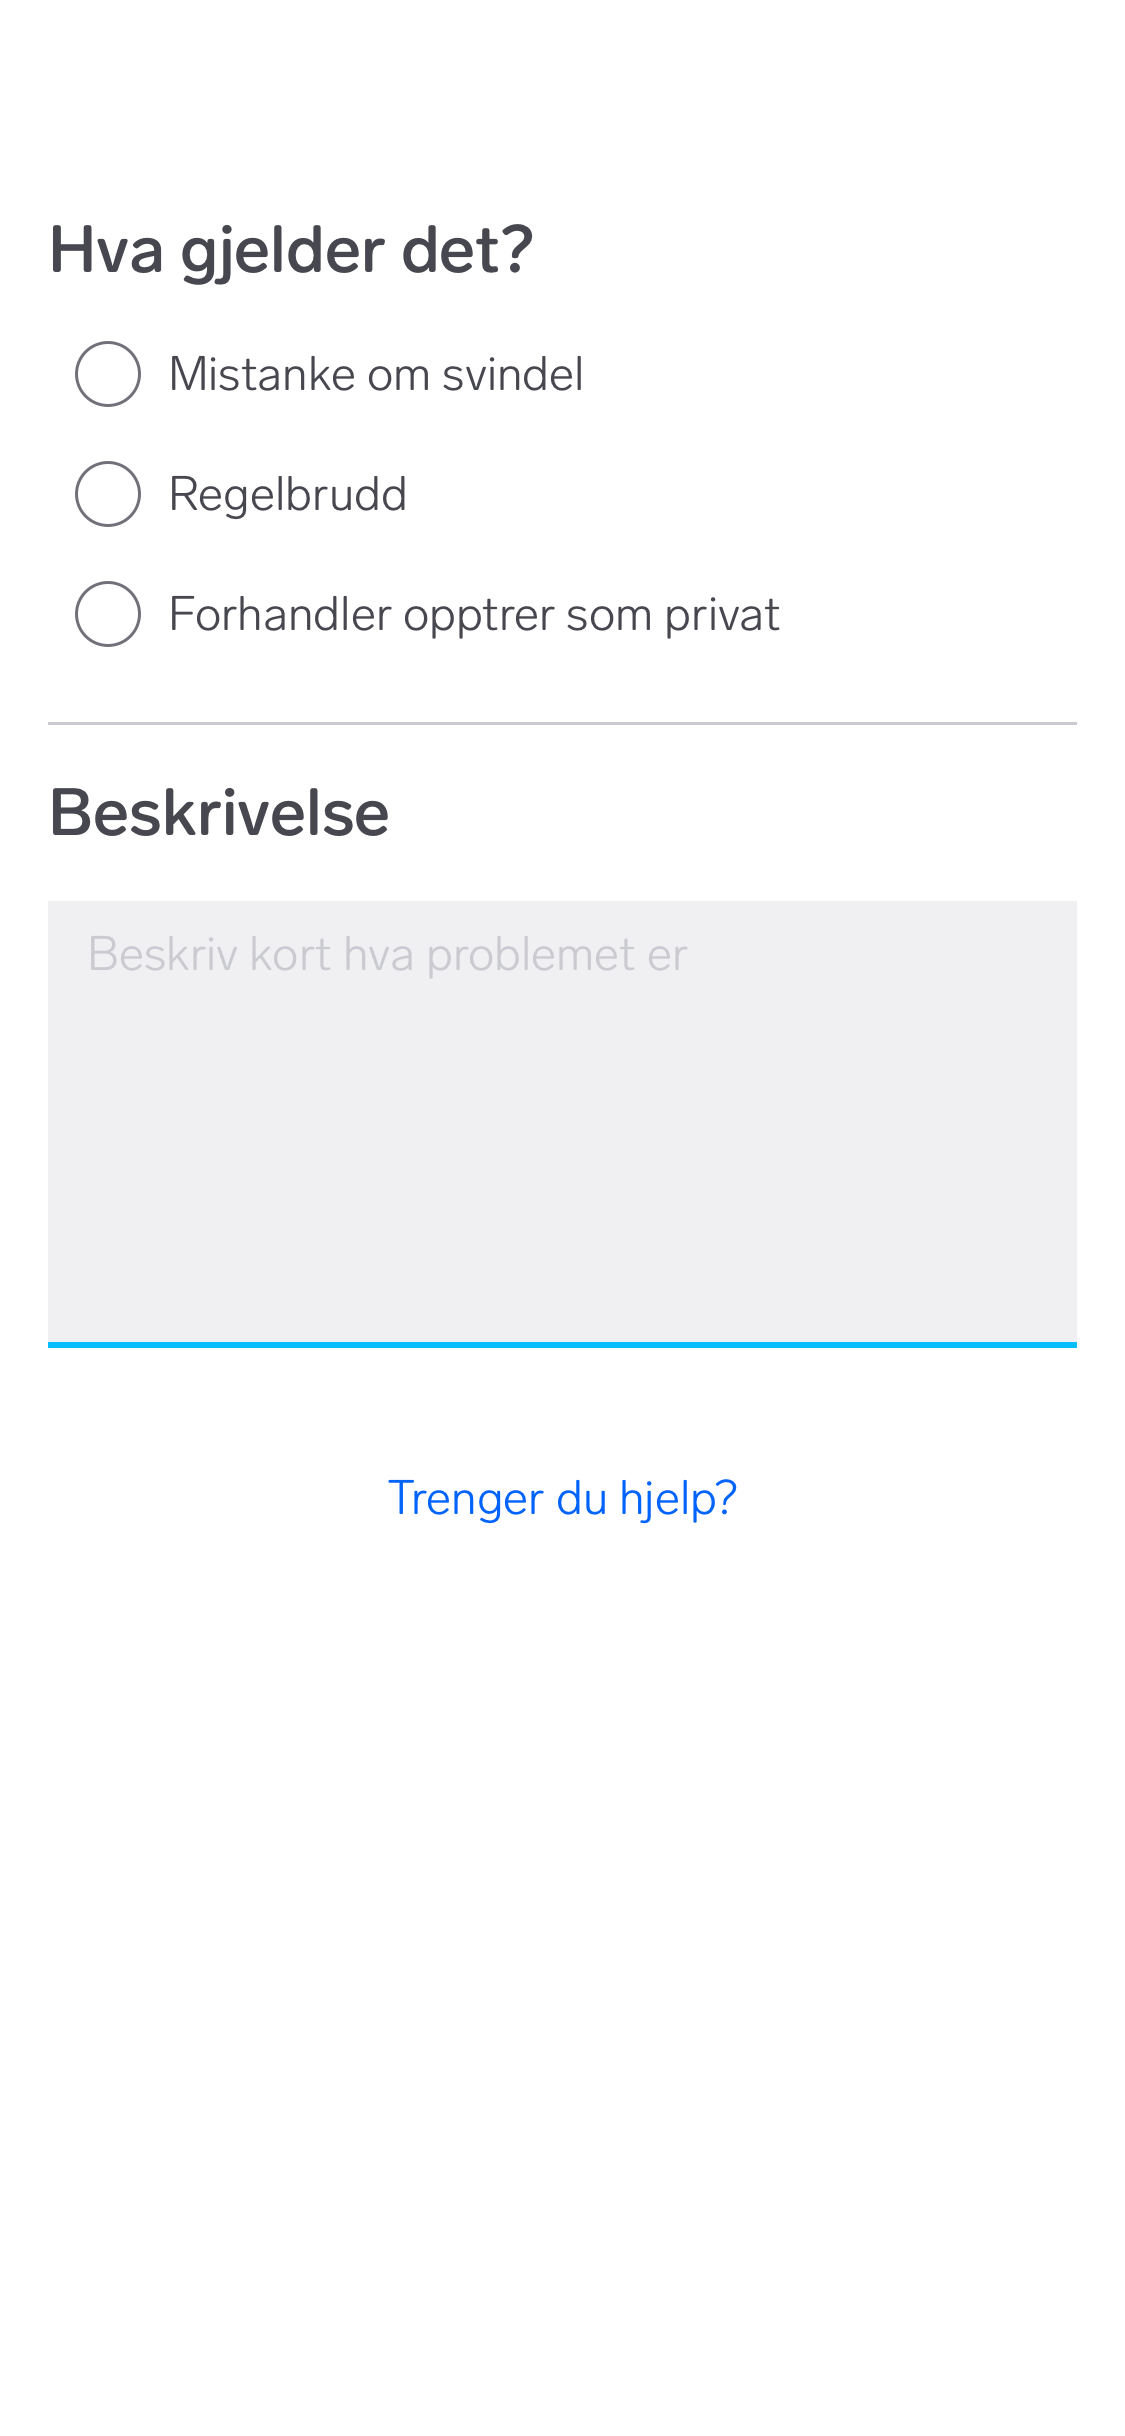 Hva gjelder det?
Mistanke om svindel
Regelbrudd
Forhandler opptrer som privat
Beskrivelse
Beskriv kort hva problemet er
Trenger du hjelp?